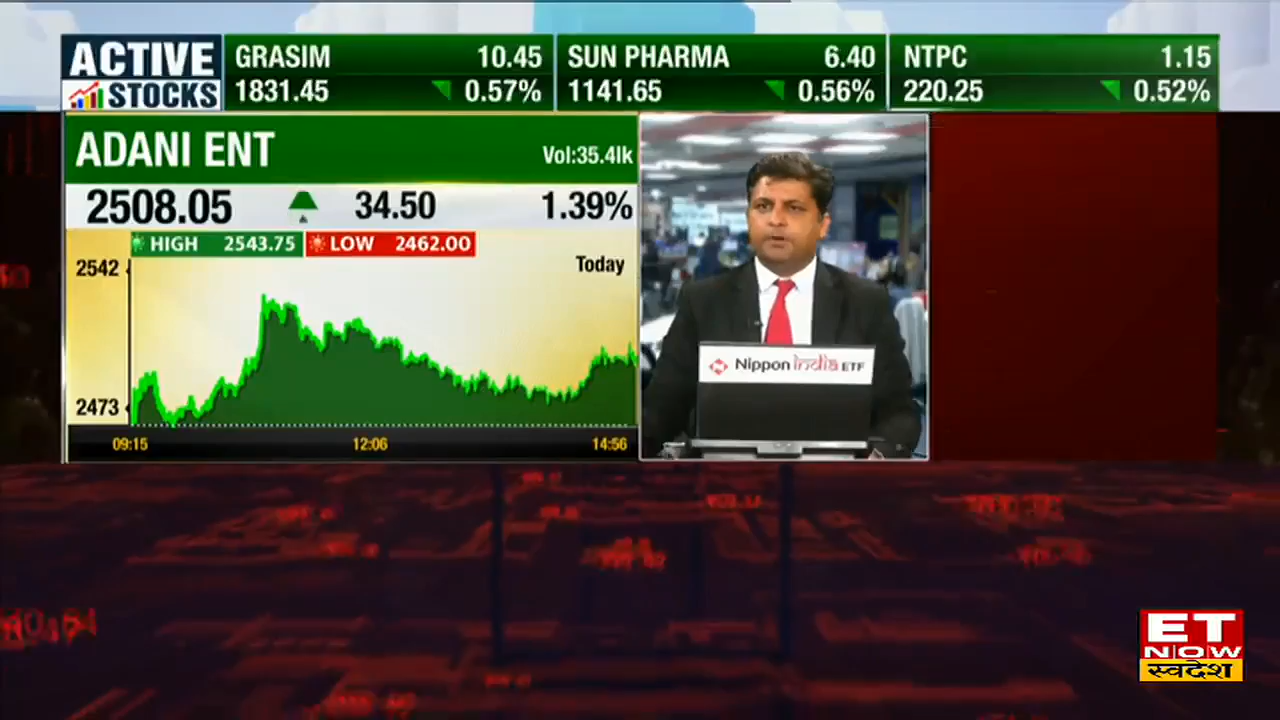 ACTIVE
STOCKS
GRASIM 10.45
1831.45 0.57%
SUN PHARMA 6.40
1141.65 0.56%
NTPC 1.15
220.25 0.52%
ADANI ENT Vol:35.4lk
2508.05 34.50 1.39%
HIGH 2543.75 LOW 2462.00
2542 Today
2473
09:15 12:06 14:56
Nippon india ETF
ET
NOW
स्वदेश